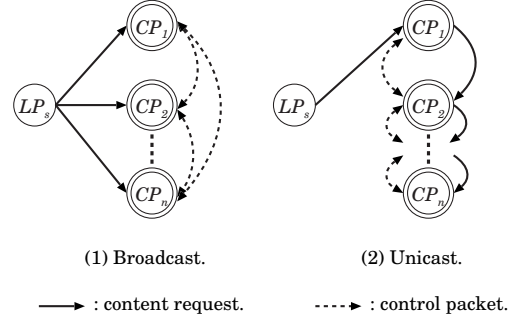 CP1 CP1
LPs CP2 LPs CP2
CPn CPn
(1) Broadcast. (2) Unicast.
: content request. : control packet.